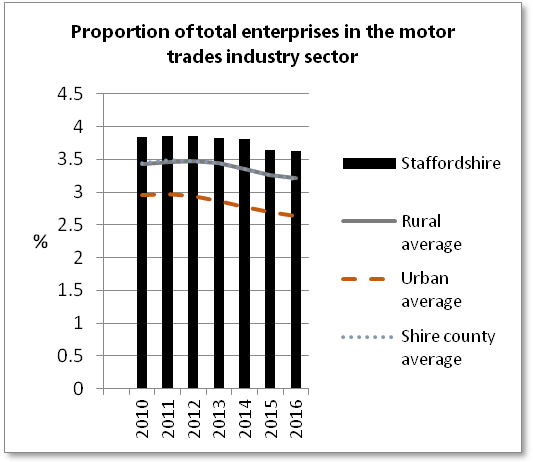 Proportion of total enterprises in the motor
trades industry sector
4.5
4
3.5
3
2.5
2
1.5
1
0.5
0
%
2010
2011
2012
2013
2014
2015
2016
Staffordshire
Rural
average
Urban
average
Shire county
average